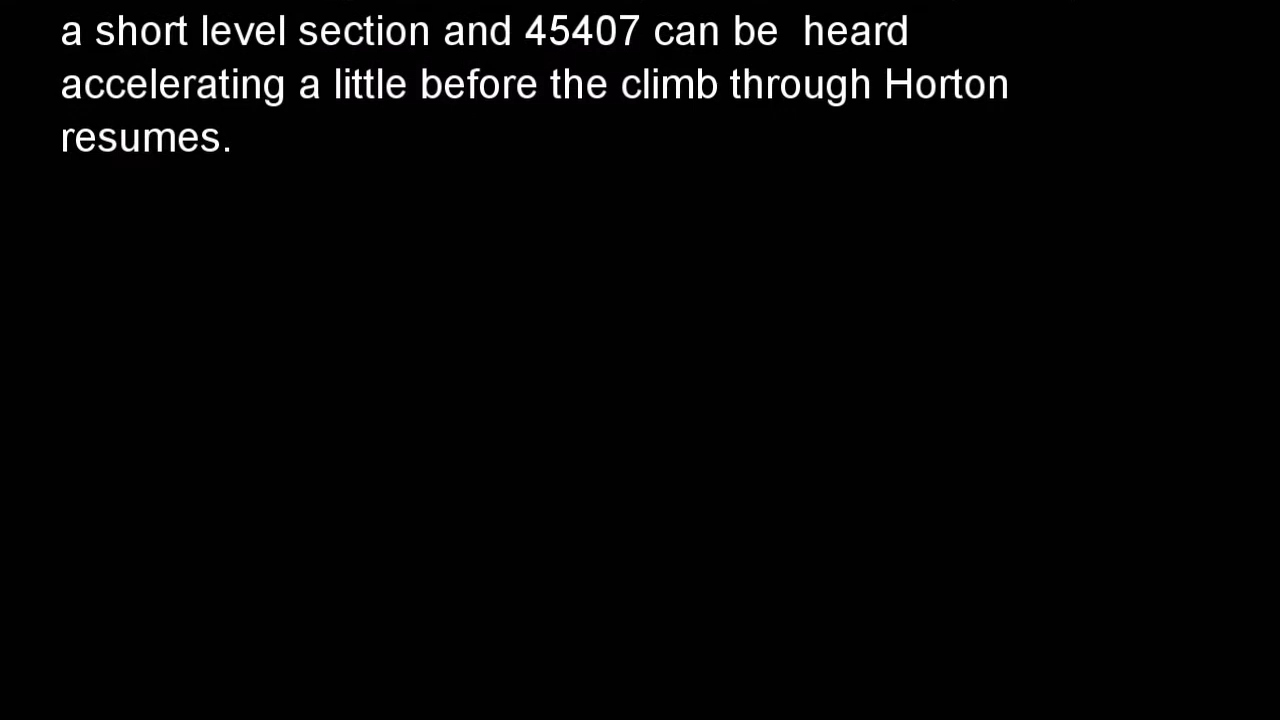 a short level section and 45407 can be  heard
accelerating a little before the climb through Horton
resumes.